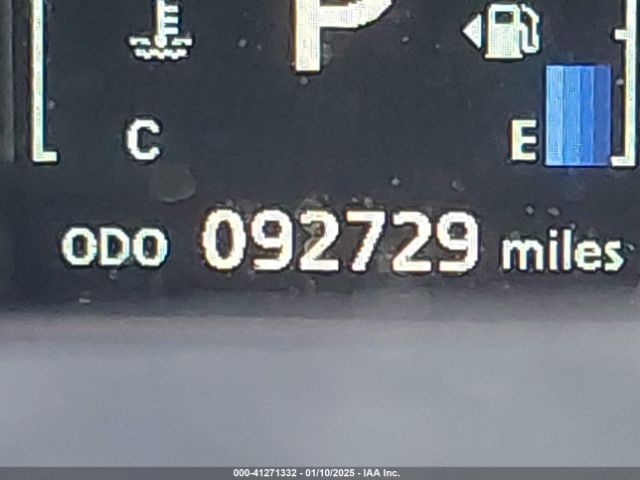 P
C E
ODO 092729 miles
000-41271332 - 01/10/2025 - IAA Inc.